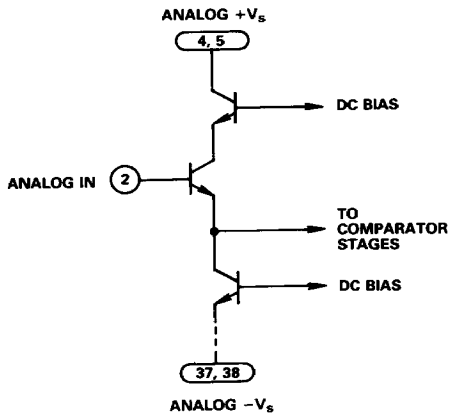 ANALOG +Vs
4, 5
DC BIAS
ANALOG IN
2
TO
COMPARATOR
STAGES
DC BIAS
37, 38
ANALOG −Vs